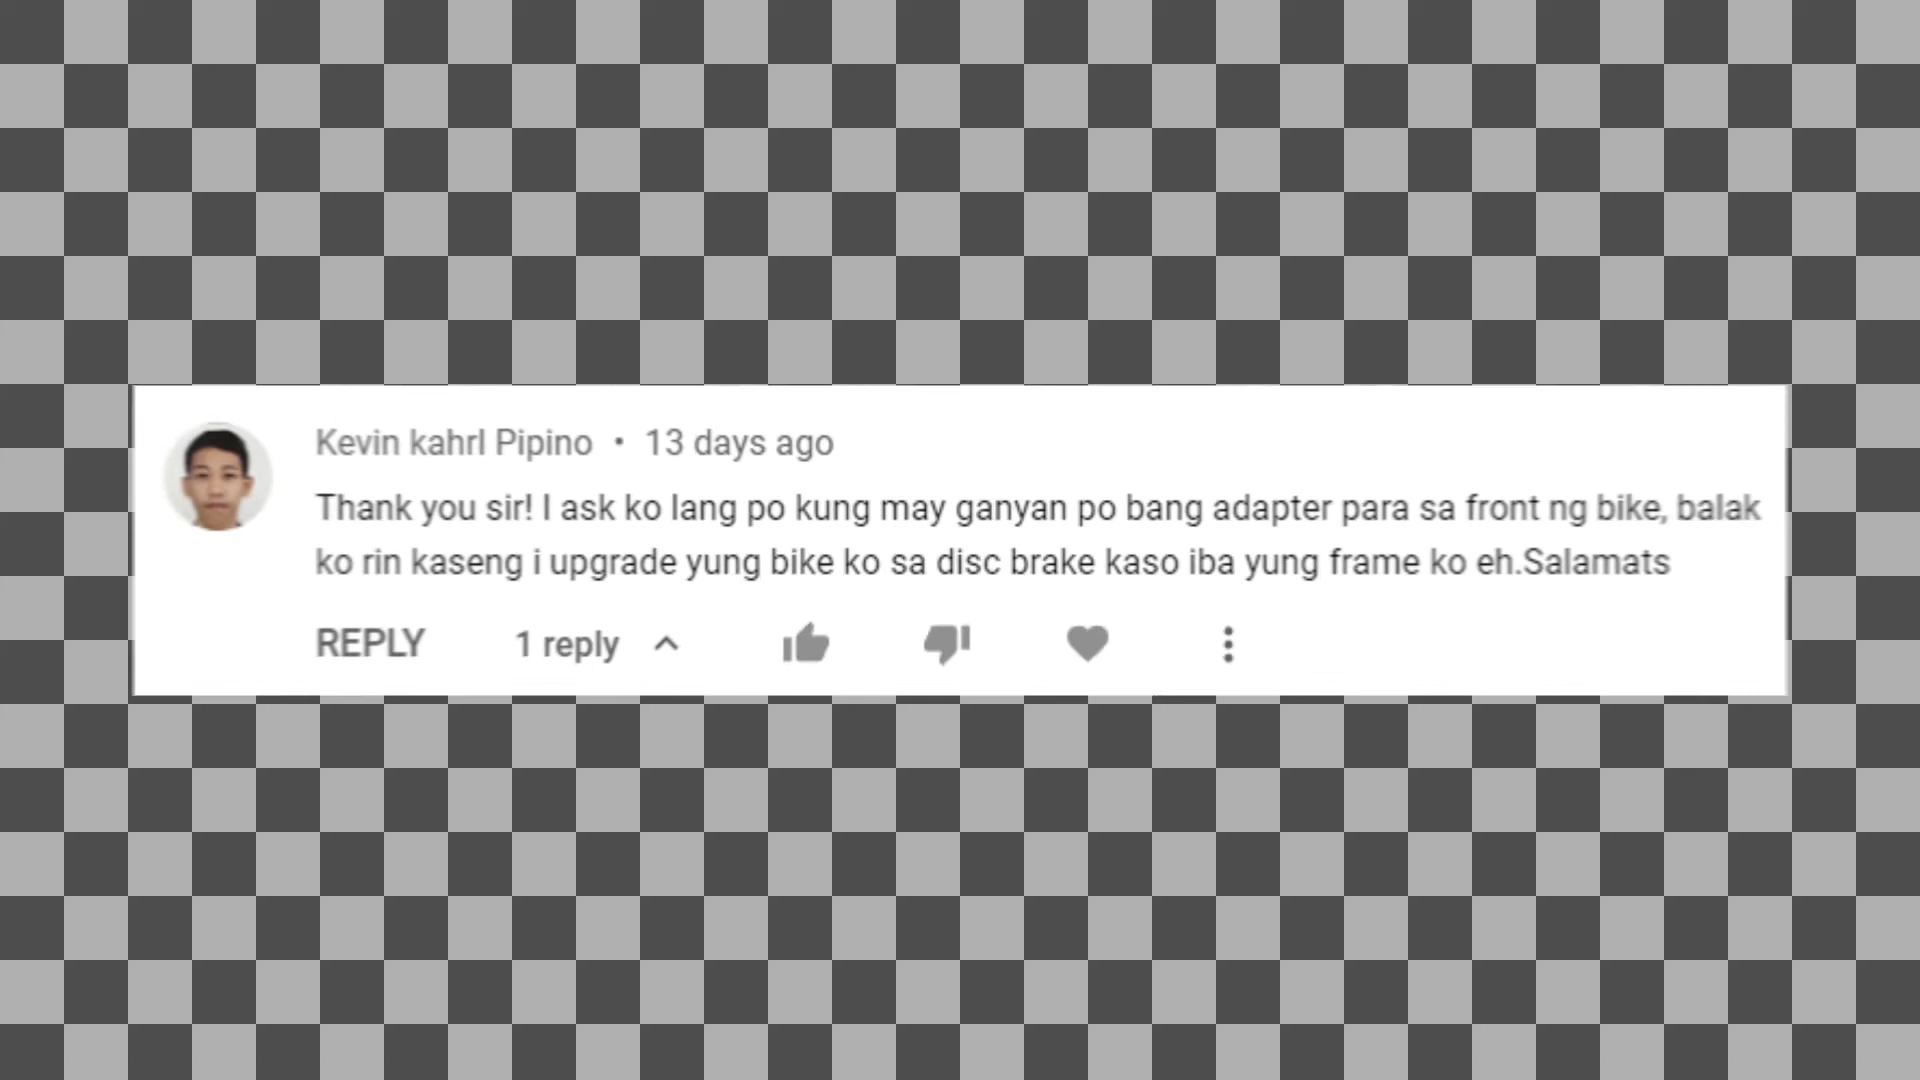 Kevin kahrl Pipino • 13 days ago
Thank you sir! I ask ko lang po kung may ganyan po bang adapter para sa front ng bike, balak
ko rin kaseng i upgrade yung bike ko sa disc brake kaso iba yung frame ko eh.Salamats
REPLY 1 reply